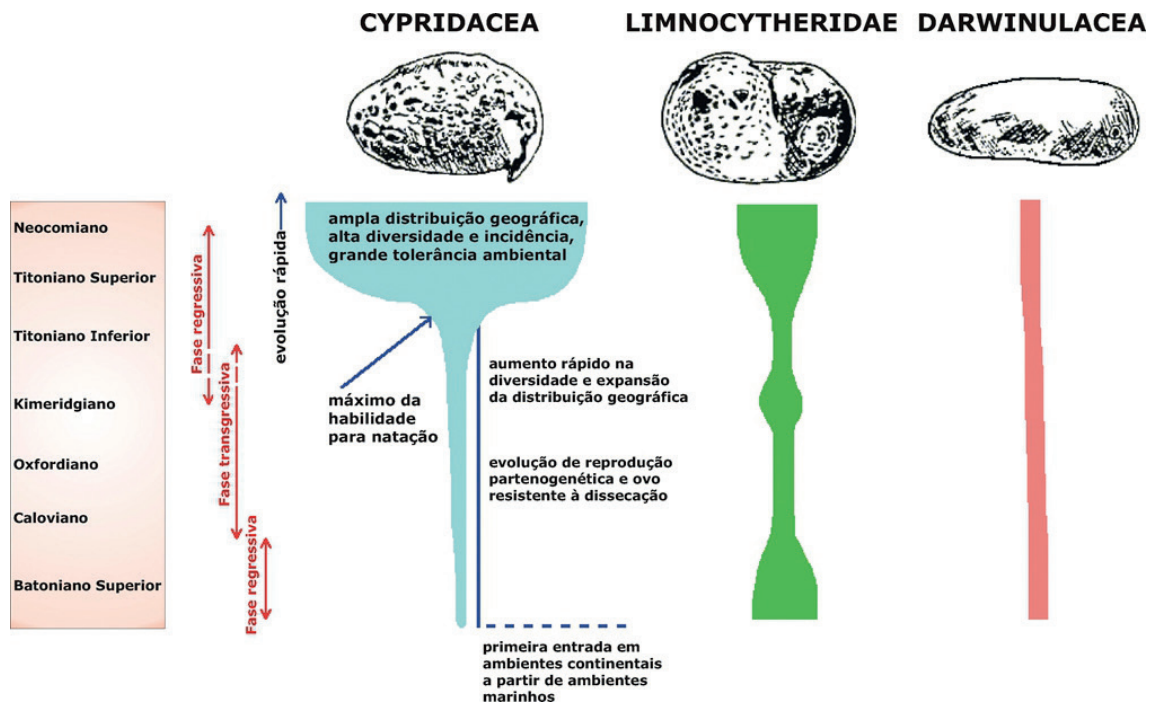 CYPRIDACEA
LIMNOCYTHERIDAE
DARWINULACEA
Neocomiano
Titoniano Superior
Titoniano Inferior
Kimeridgiano
Oxfordiano
Caloviano
Batoniano Superior
Fase regressiva
Fase transgressiva
Fase regressiva
evolução rápida
ampla distribuição geográfica,
alta diversidade e incidência,
grande tolerância ambiental
máximo da
habilidade
para natação
aumento rápido na
diversidade e expansão
da distribuição geográfica
evolução de reprodução
partenogenética e ovo
resistente à dissecação
primeira entrada em
ambientes continentais
a partir de ambientes
marinhos